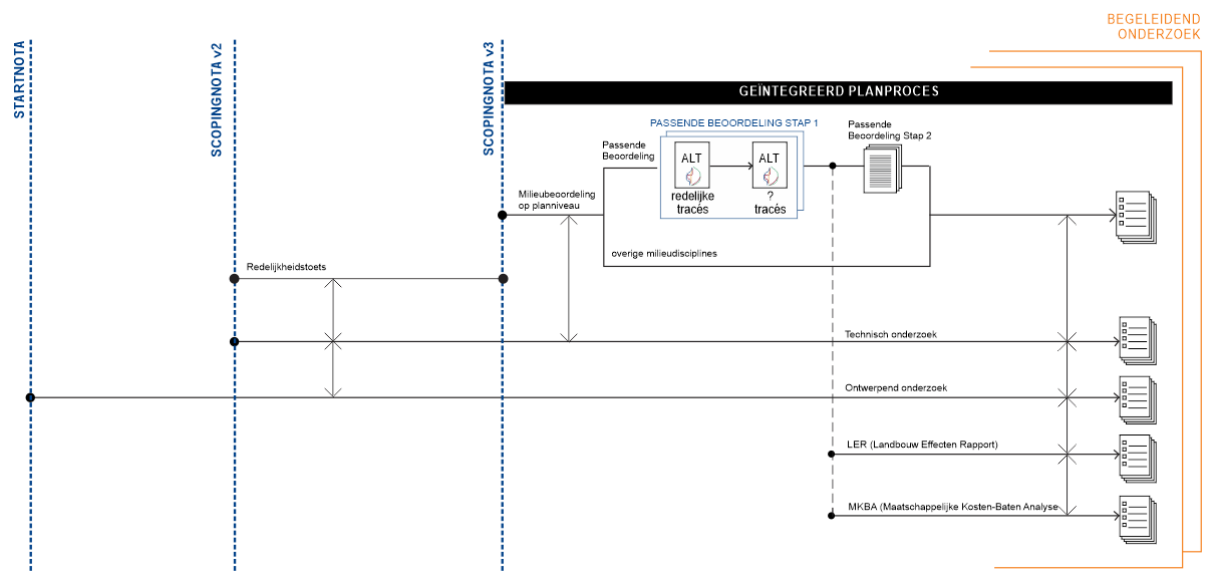 BEGELEIDEND
ONDERZOEK
STARTNOTA
SCOPINGNOTA v2
SCOPINGNOTA v3
GEÏNTEGREERD PLANPROCES
PASSENDE BEOORDELING STAP 1
Passende
Beoordeling Stap 2
Passende
Beoordeling
ALT
redelijke
tracés
ALT
?
tracés
Milieubeoordeling
op planniveau
overige milieudisciplines
Redelijkheidstoets
Technisch onderzoek
Ontwerpend onderzoek
LER (Landbouw Effecten Rapport)
MKBA (Maatschappelijke Kosten-Baten Analyse